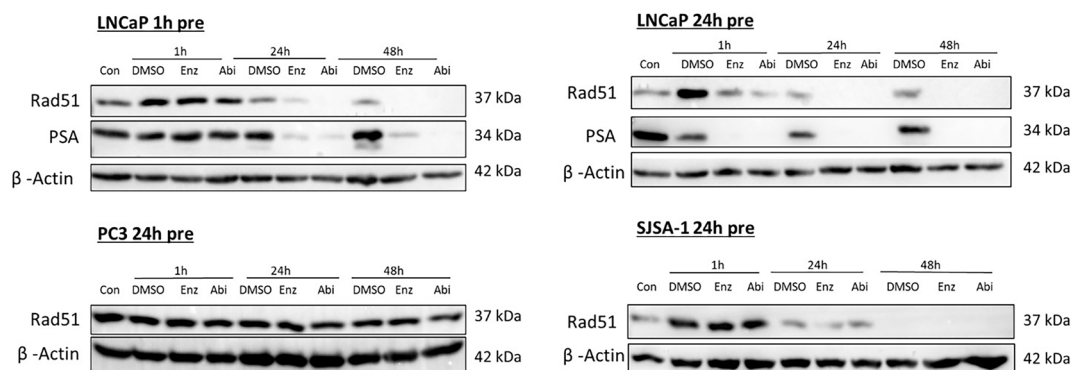 LNCaP 1h pre
1h 24h 48h
Con DMSO Enz Abi DMSO Enz Abi DMSO Enz Abi
Rad51 37 kDa
PSA 34 kDa
β -Actin 42 kDa
LNCaP 24h pre
1h 24h 48h
Con DMSO Enz Abi DMSO Enz Abi DMSO Enz Abi
Rad51 37 kDa
PSA 34 kDa
β -Actin 42 kDa
PC3 24h pre
1h 24h 48h
Con DMSO Enz Abi DMSO Enz Abi DMSO Enz Abi
Rad51 37 kDa
β -Actin 42 kDa
SJSA-1 24h pre
1h 24h 48h
Con DMSO Enz Abi DMSO Enz Abi DMSO Enz Abi
Rad51 37 kDa
β -Actin 42 kDa